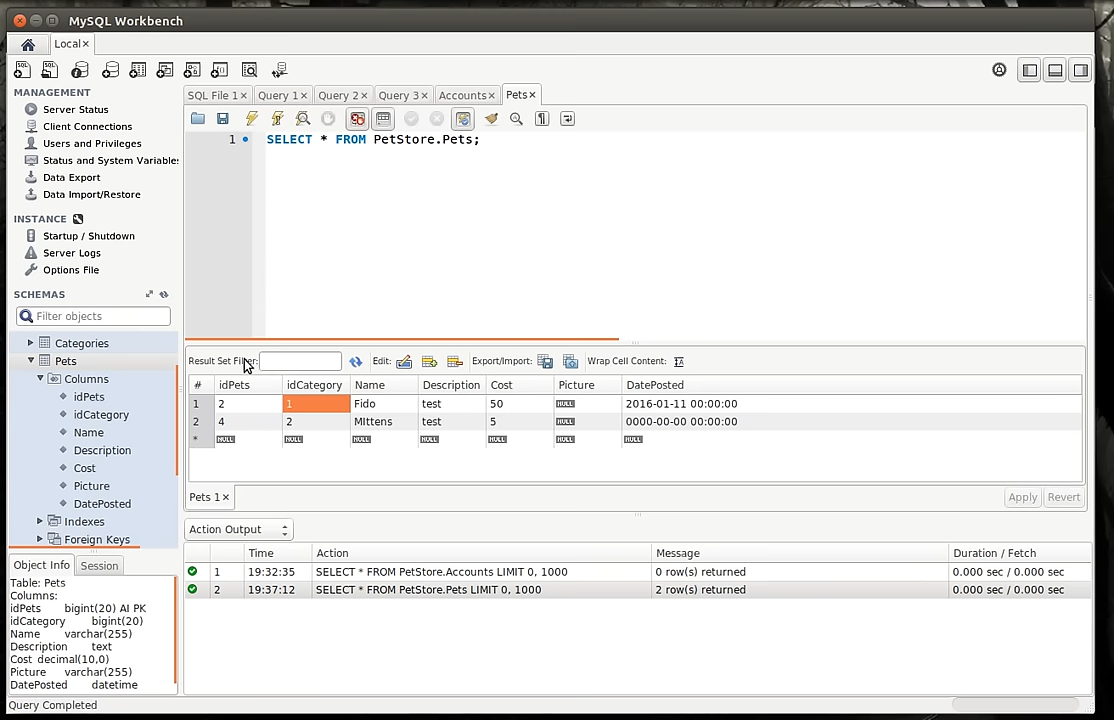 MySQL Workbench
Local×
MANAGEMENT
Server Status
Client Connections
Users and Privileges
Status and System Variables
Data Export
Data Import/Restore
INSTANCE
Startup / Shutdown
Server Logs
Options File
SCHEMAS
Filter objects
Categories
Pets
Columns
idPets
idCategory
Name
Description
Cost
Picture
DatePosted
Indexes
Foreign Keys
Object Info Session
Table: Pets
Columns:
idPets bigint(20) AI PK
idCategory bigint(20)
Name varchar(255)
Description text
Cost decimal(10,0)
Picture varchar(255)
DatePosted datetime
SQL File 1× Query 1× Query 2× Query 3× Accounts× Pets×
1 SELECT * FROM PetStore.Pets;
Result Set Filter: Edit: Export/Import: Wrap Cell Content:
# idPets idCategory Name Description Cost Picture DatePosted
1 2 1 Fido test 50 NULL 2016-01-11 00:00:00
2 4 2 MIttens test 5 NULL 0000-00-00 00:00:00
* NULL NULL NULL NULL NULL NULL NULL
Pets 1× Apply Revert
Action Output
Time Action Message Duration / Fetch
1 19:32:35 SELECT * FROM PetStore.Accounts LIMIT 0, 1000 0 row(s) returned 0.000 sec / 0.000 sec
2 19:37:12 SELECT * FROM PetStore.Pets LIMIT 0, 1000 2 row(s) returned 0.000 sec / 0.000 sec
Query Completed